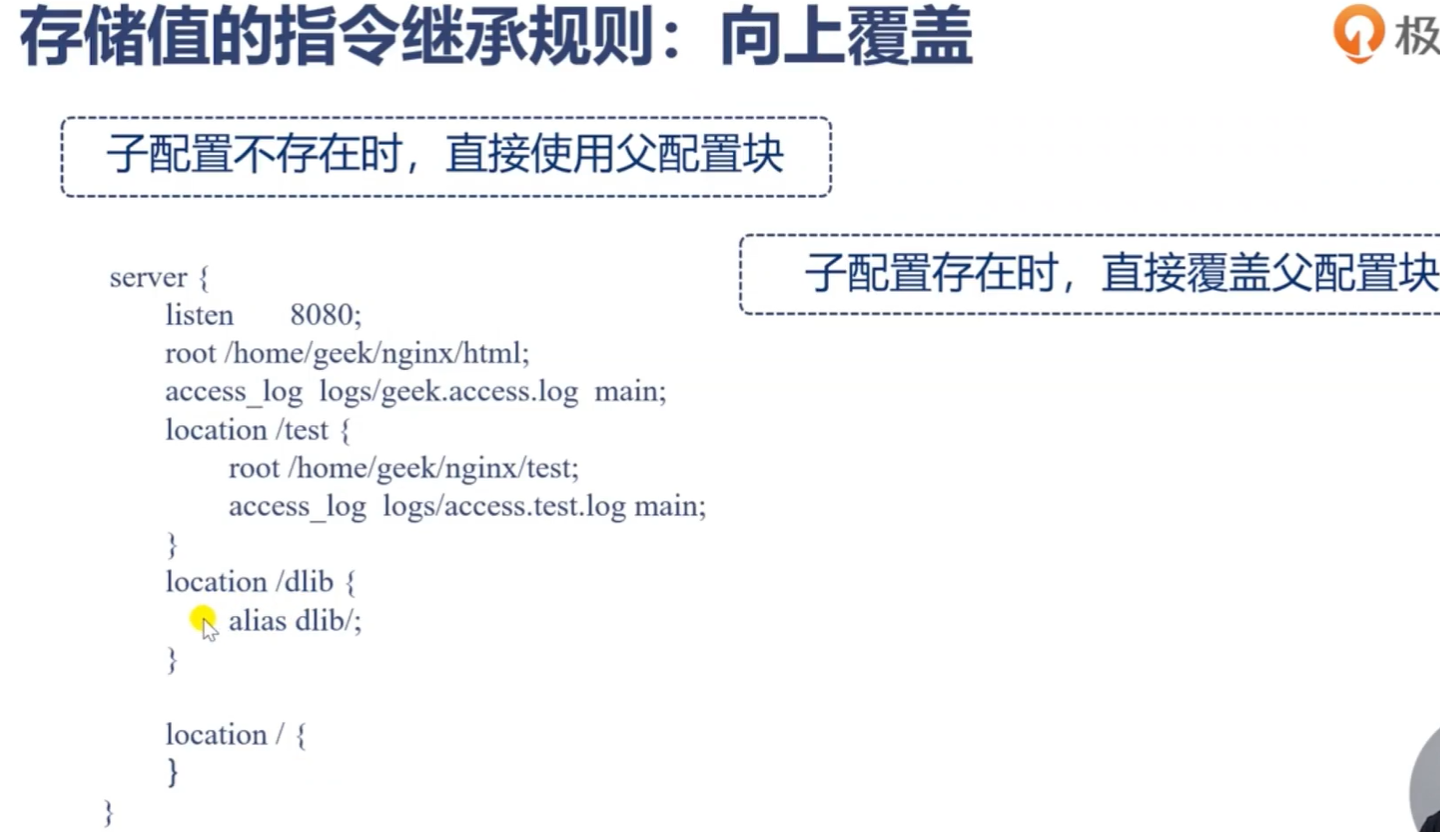 存储值的指令继承规则：向上覆盖
极
子配置不存在时，直接使用父配置块
子配置存在时，直接覆盖父配置块
server {
listen 8080;
root /home/geek/nginx/html;
access_log logs/geek.access.log main;
location /test {
root /home/geek/nginx/test;
access_log logs/access.test.log main;
}
location /dlib {
alias dlib/;
}
location / {
}
}